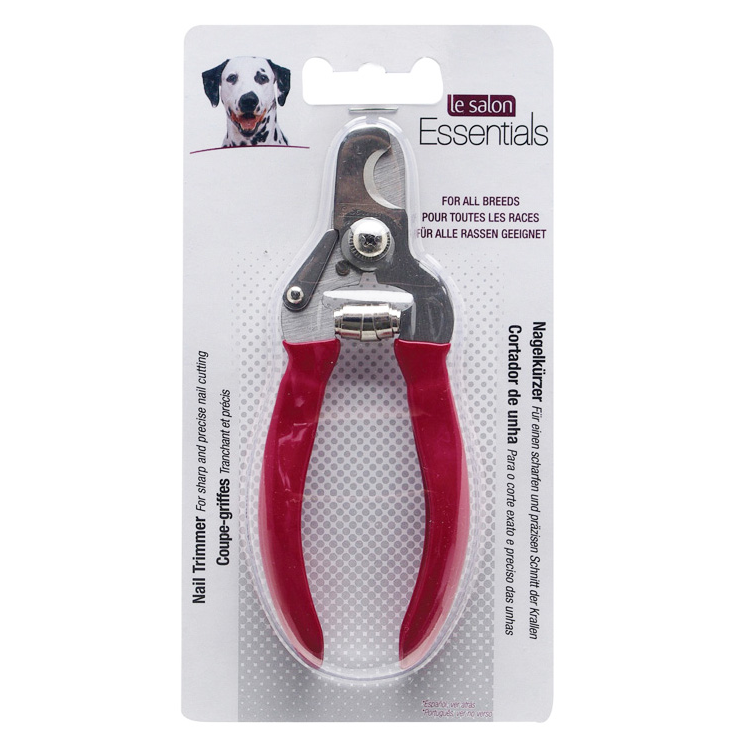 le salon
Essentials
FOR ALL BREEDS
POUR TOUTES LES RACES
FÜR ALLE RASSEN GEEIGNET
Nail Trimmer For sharp and precise nail cutting
Coupe-griffes Tranchant et précis
Nagelkürzer Für einen scharfen und präzisen Schnitt der Krallen
Cortador de unha Para o corte exato e preciso das unhas
*Español, ver atrás
*Português, ver no verso